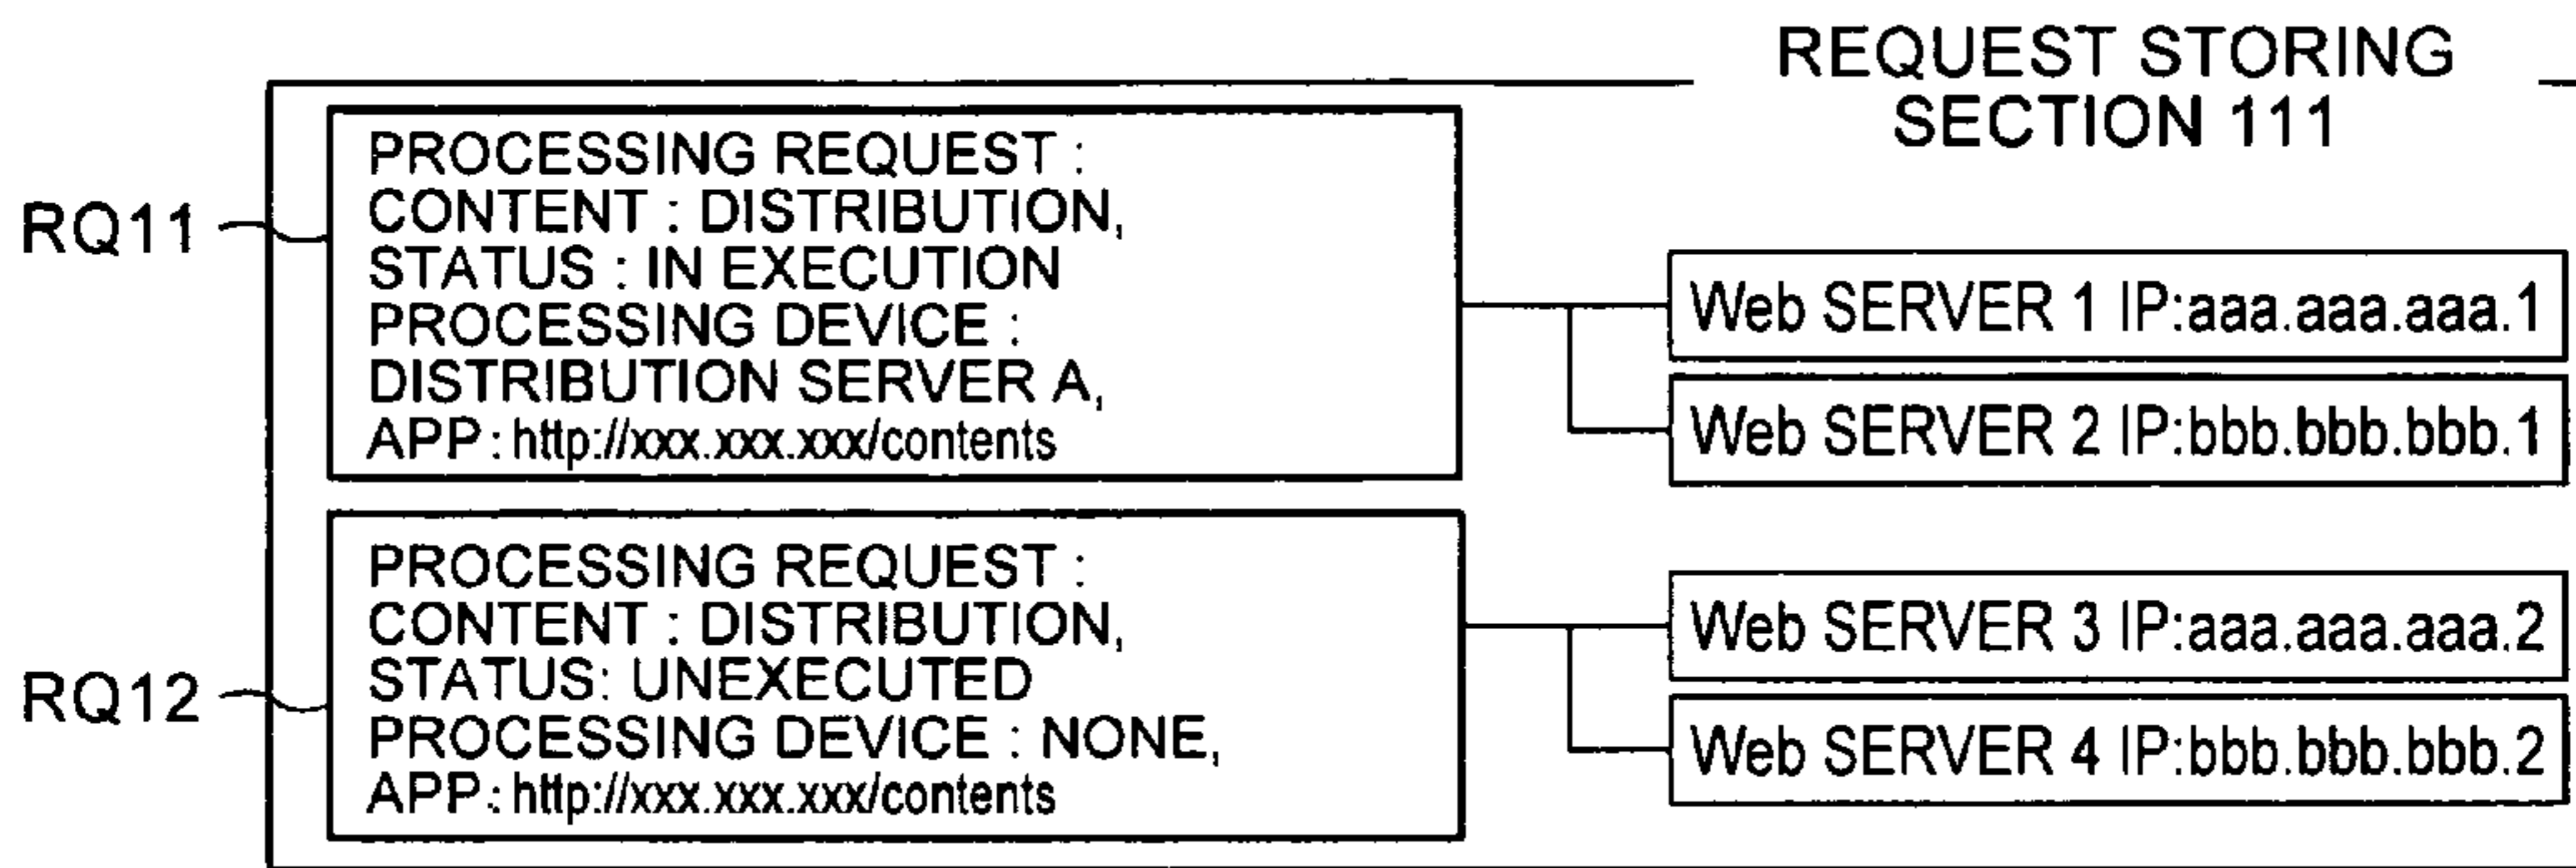 REQUEST STORING
SECTION 111
RQ11
PROCESSING REQUEST :
CONTENT : DISTRIBUTION,
STATUS : IN EXECUTION
PROCESSING DEVICE :
DISTRIBUTION SERVER A,
APP : http://xxx.xxx.xxx/contents
Web SERVER 1 IP:aaa.aaa.aaa.1
Web SERVER 2 IP:bbb.bbb.bbb.1
RQ12
PROCESSING REQUEST :
CONTENT : DISTRIBUTION,
STATUS: UNEXECUTED
PROCESSING DEVICE : NONE,
APP : http://xxx.xxx.xxx/contents
Web SERVER 3 IP:aaa.aaa.aaa.2
Web SERVER 4 IP:bbb.bbb.bbb.2